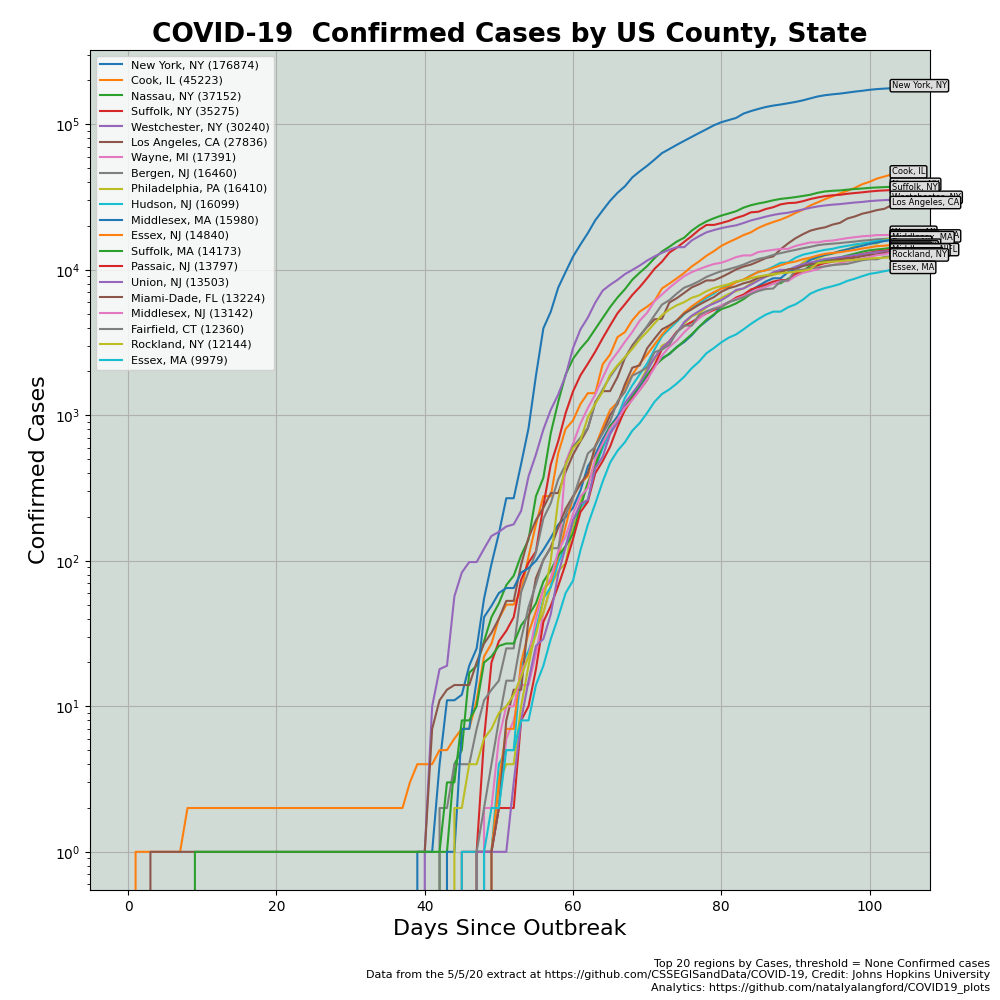 COVID-19 Confirmed Cases by US County, State
New York, NY (176874)
Cook, IL (45223)
Nassau, NY (37152)
Suffolk, NY (35275)
Westchester, NY (30240)
Los Angeles, CA (27836)
Wayne, MI (17391)
Bergen, NJ (16460)
Philadelphia, PA (16410)
Hudson, NJ (16099)
Middlesex, MA (15980)
Essex, NJ (14840)
Suffolk, MA (14173)
Passaic, NJ (13797)
Union, NJ (13503)
Miami-Dade, FL (13224)
Middlesex, NJ (13142)
Fairfield, CT (12360)
Rockland, NY (12144)
Essex, MA (9979)
New York, NY
Cook, IL
Suffolk, NY
Los Angeles, CA
Middlesex, MA
Rockland, NY
Essex, MA
10^5
10^4
10^3
10^2
10^1
10^0
Confirmed Cases
0 20 40 60 80 100
Days Since Outbreak
Top 20 regions by Cases, threshold = None Confirmed cases
Data from the 5/5/20 extract at https://github.com/CSSEGISandData/COVID-19, Credit: Johns Hopkins University
Analytics: https://github.com/natalyalangford/COVID19_plots